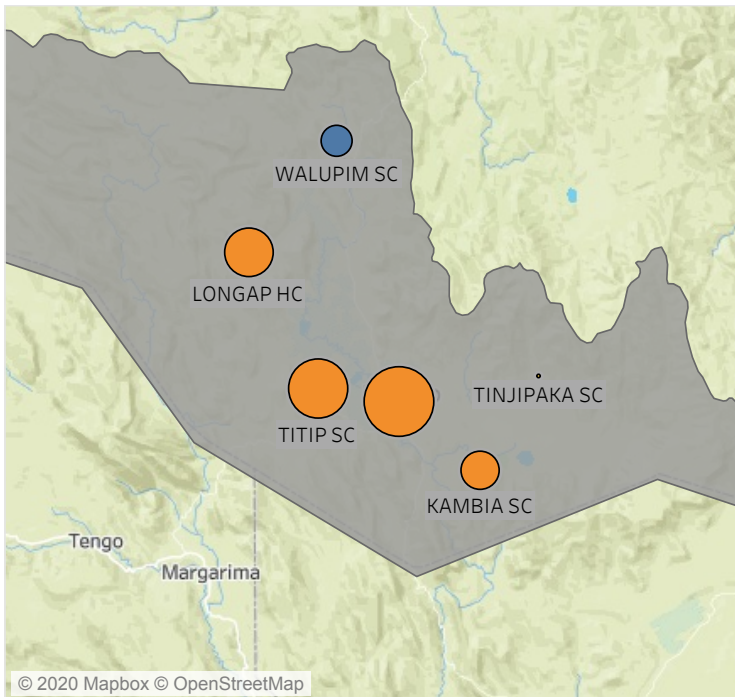 WALUPIM SC
LONGAP HC
TINJIPAKA SC
TITIP SC
KAMBIA SC
Tengo
Margarima
© 2020 Mapbox © OpenStreetMap